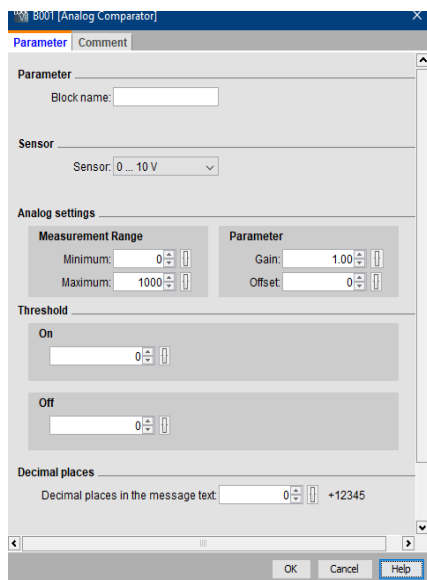 B001 [Analog Comparator]
Parameter Comment
Parameter
Block name:
Sensor
Sensor: 0 ... 10 V
Analog settings
Measurement Range Parameter
Minimum: 0 Gain: 1.00
Maximum: 1000 Offset: 0
Threshold
On
0
Off
0
Decimal places
Decimal places in the message text: 0 +12345
OK Cancel Help